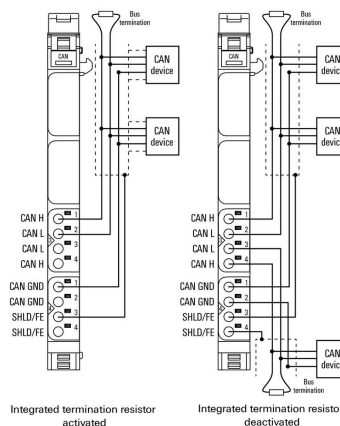 Bus
termination
CAN
CAN
device
CAN
device
CAN H
CAN L
CAN L
CAN H
1
2
3
4
CAN GND
CAN GND
SHLD/FE
SHLD/FE
1
2
3
4
Integrated termination resistor
activated
Bus
termination
CAN
CAN
device
CAN
device
CAN H
CAN L
CAN L
CAN H
1
2
3
4
CAN GND
CAN GND
SHLD/FE
SHLD/FE
1
2
3
4
CAN
device
Bus
termination
Integrated termination resisto
deactivated